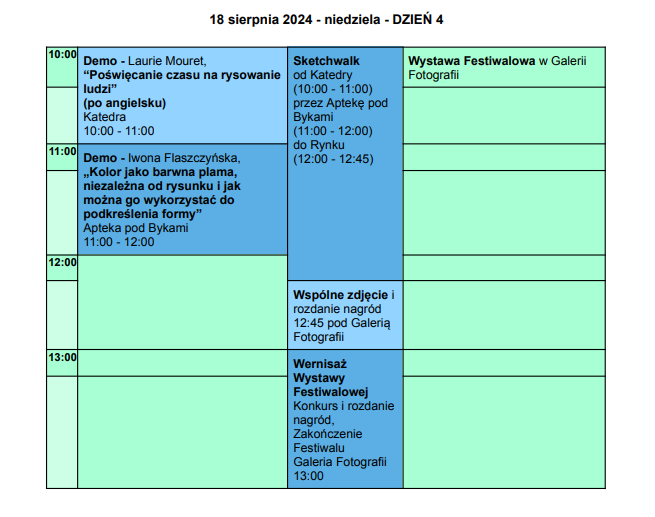 18 sierpnia 2024 - niedziela - DZIEŃ 4
10:00
Demo - Laurie Mouret,
“Poświęcanie czasu na rysowanie
ludzi”
(po angielsku)
Katedra
10:00 - 11:00
Sketchwalk
od Katedry
(10:00 - 11:00)
przez Aptekę pod
Bykami
(11:00 - 12:00)
do Rynku
(12:00 - 12:45)
Wystawa Festiwalowa w Galerii
Fotografii
11:00
Demo - Iwona Flaszczyńska,
„Kolor jako barwna plama,
niezależna od rysunku i jak
można go wykorzystać do
podkreślenia formy”
Apteka pod Bykami
11:00 - 12:00
12:00
Wspólne zdjęcie i
rozdanie nagród
12:45 pod Galerią
Fotografii
13:00
Wernisaż
Wystawy
Festiwalowej
Konkurs i rozdanie
nagród,
Zakończenie
Festiwalu
Galeria Fotografii
13:00